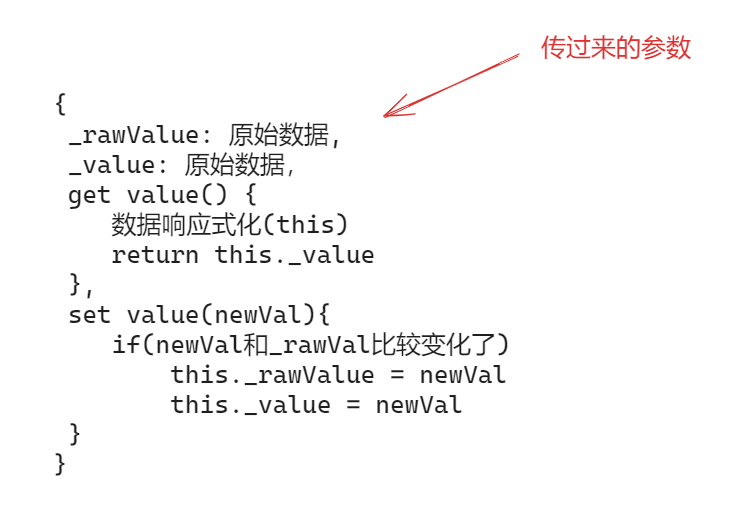 传过来的参数
{
_rawValue: 原始数据,
_value: 原始数据,
get value() {
数据响应式化(this)
return this._value
},
set value(newVal){
if(newVal和_rawVal比较变化了)
this._rawValue = newVal
this._value = newVal
}
}